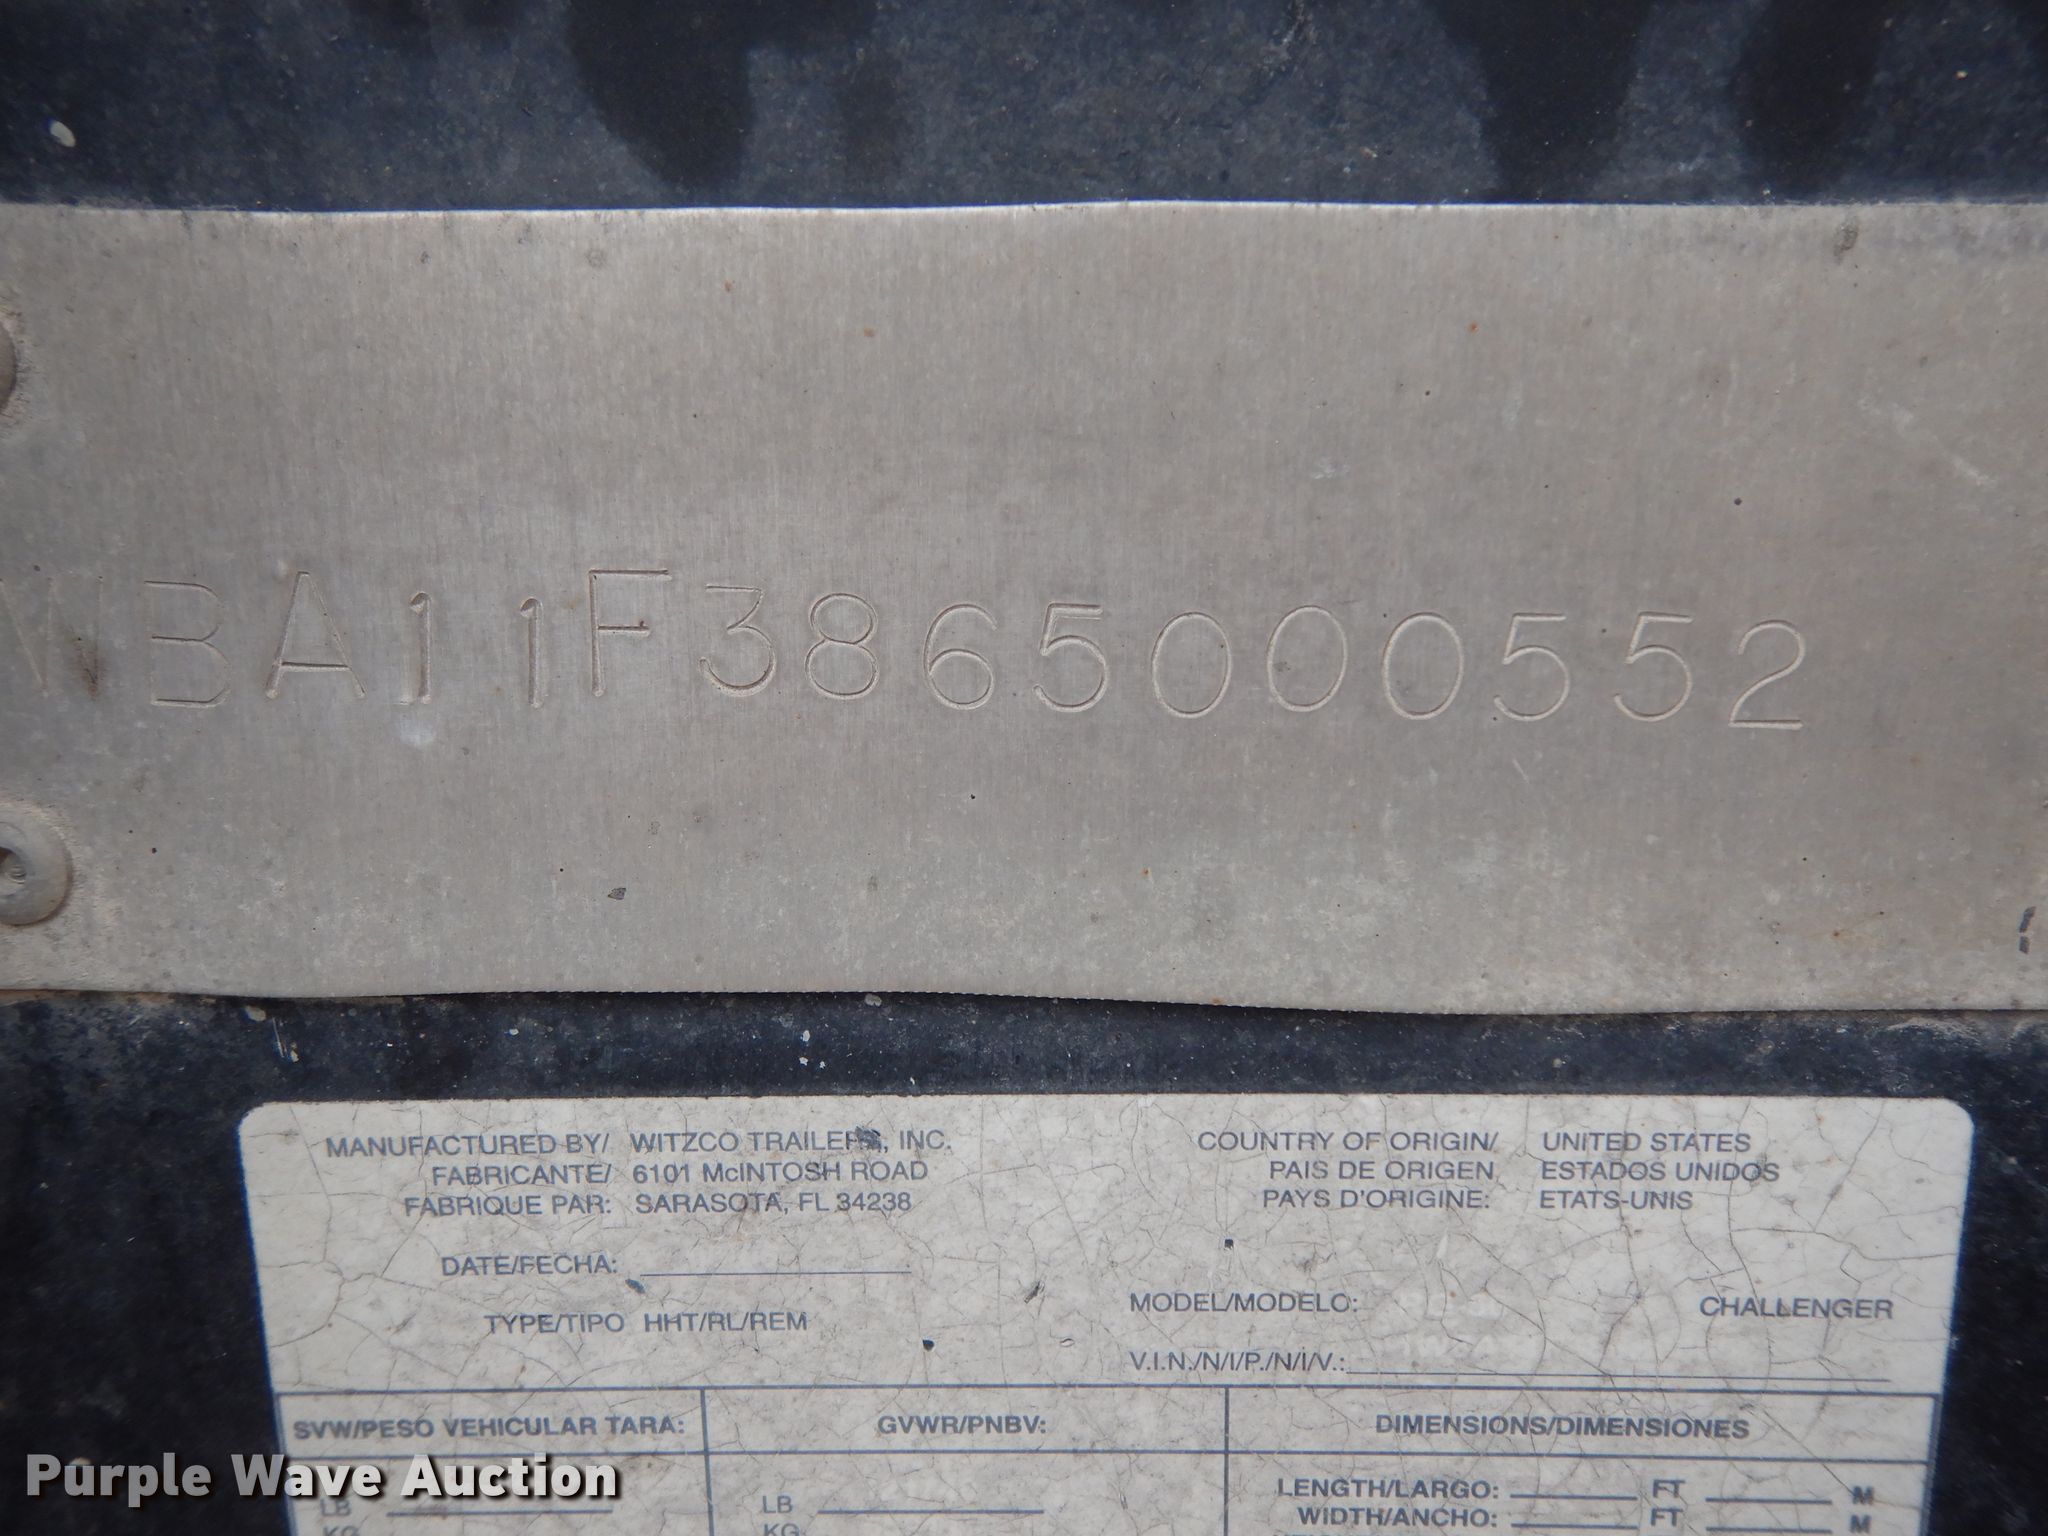 WBA11F3865000552
MANUFACTURED BY/ WITZCO TRAILERS, INC.
FABRICANTE/ 6101 McINTOSH ROAD
FABRIQUE PAR: SARASOTA, FL 34238
COUNTRY OF ORIGIN/ UNITED STATES
PAIS DE ORIGEN ESTADOS UNIDOS
PAYS D'ORIGINE: ETATS-UNIS
DATE/FECHA:
TYPE/TIPO HHT/RL/REM
MODEL/MODELO: CHALLENGER
V.I.N./N/I/P./N/I/V.:
SVW/PESO VEHICULAR TARA:
LB
KG
GVWR/PNBV:
LB
KG
DIMENSIONS/DIMENSIONES
LENGTH/LARGO: FT M
WIDTH/ANCHO: FT M
Purple Wave Auction